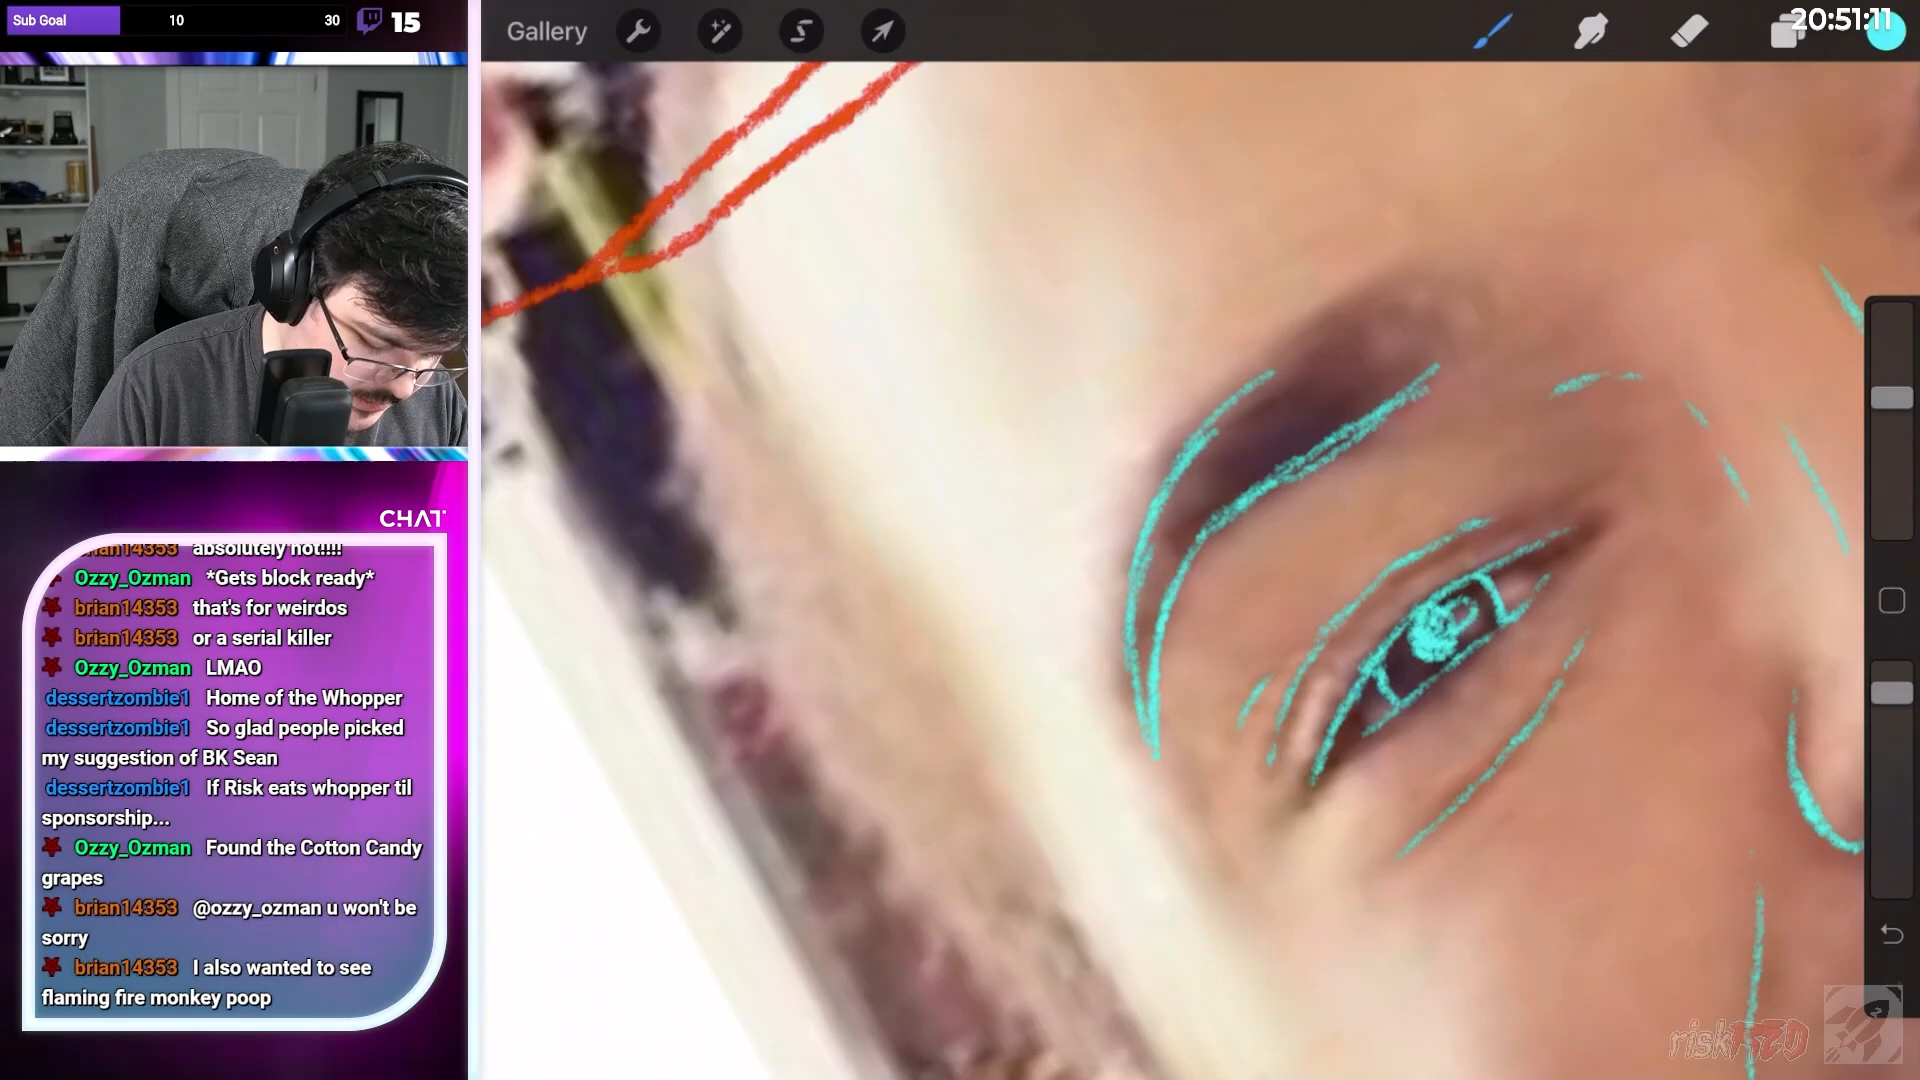 Sub Goal 10 30 15
Gallery
20:51:11
CHAT
brian14353 absolutely not!!!!
Ozzy_Ozman *Gets block ready*
brian14353 that's for weirdos
brian14353 or a serial killer
Ozzy_Ozman LMAO
dessertzombie1 Home of the Whopper
dessertzombie1 So glad people picked
my suggestion of BK Sean
dessertzombie1 If Risk eats whopper til
sponsorship...
Ozzy_Ozman Found the Cotton Candy
grapes
brian14353 @ozzy_ozman u won't be
sorry
brian14353 I also wanted to see
flaming fire monkey poop